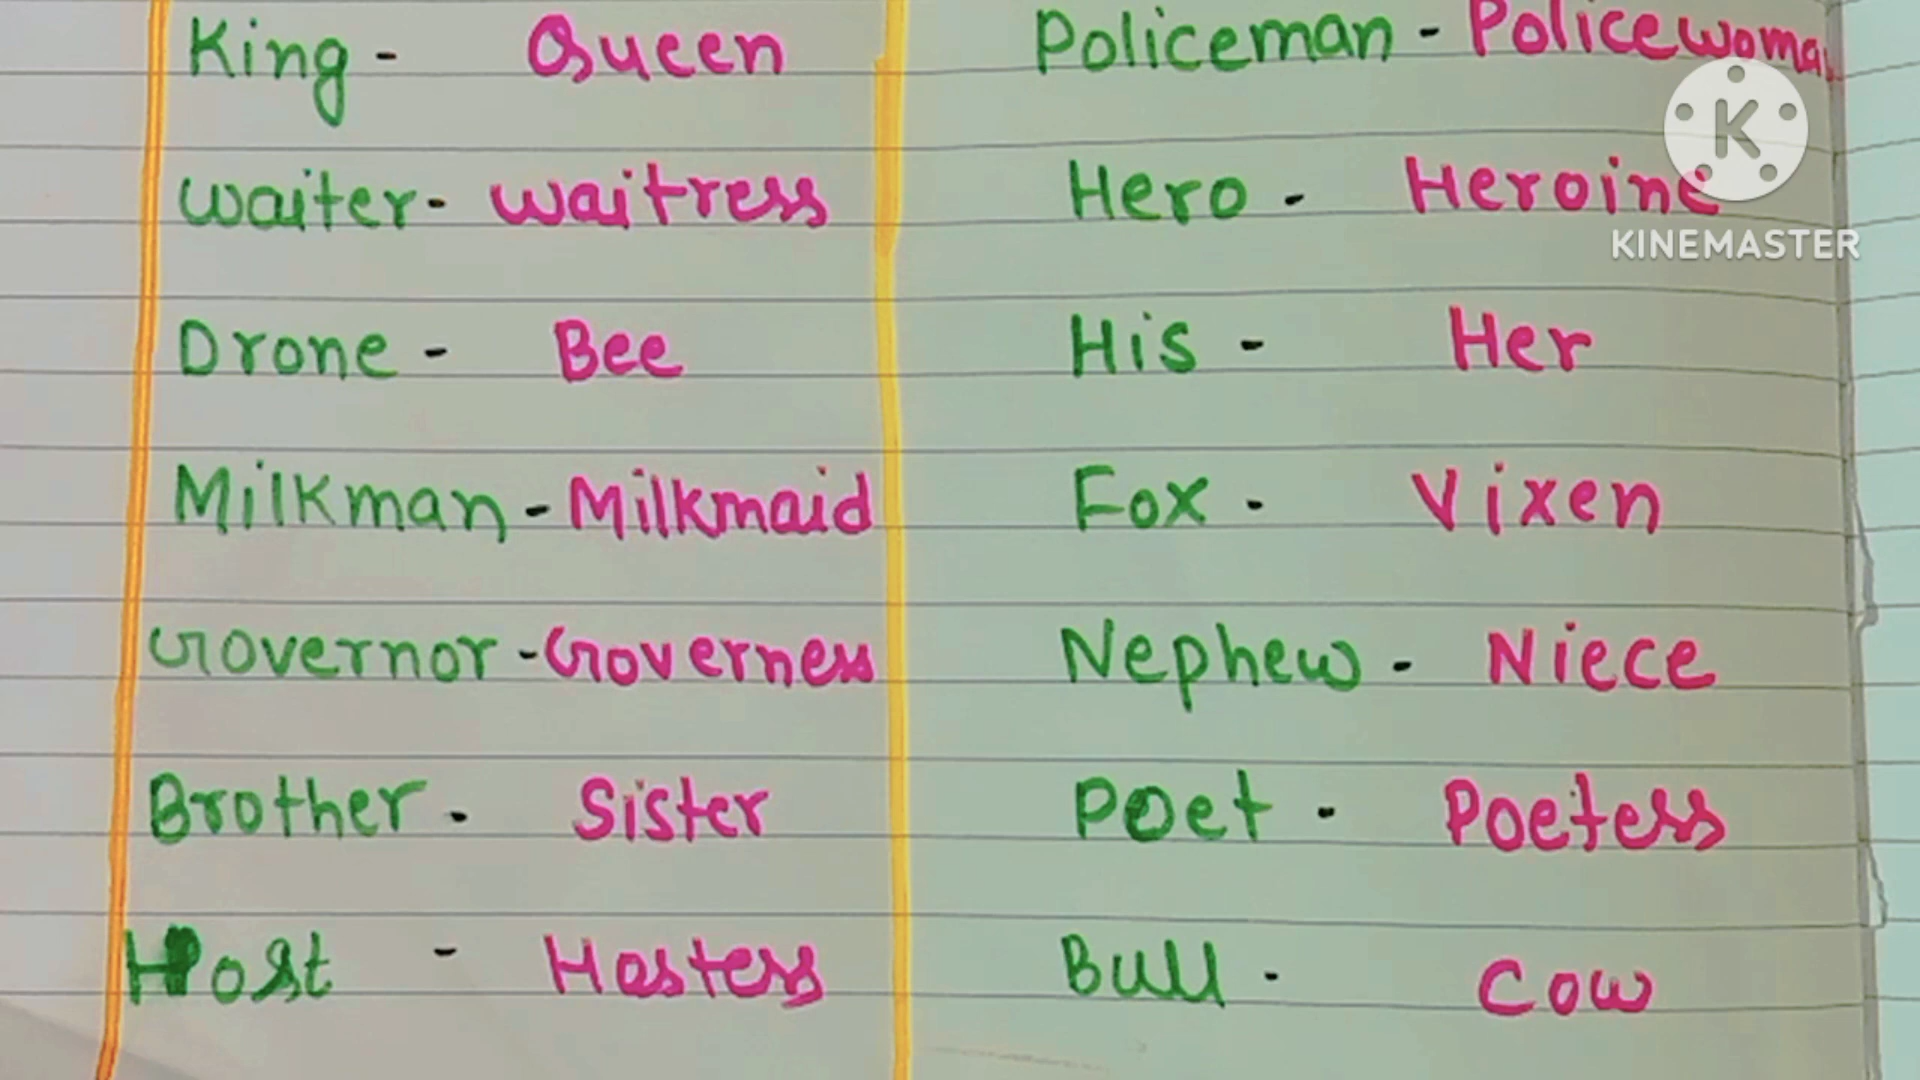 King - Queen
Waiter - Waitress
Drone - Bee
Milkman - Milkmaid
Governor - Governess
Brother - Sister
Host - Hostess
Policeman - Policewoma
Hero - Heroine
His - Her
Fox - Vixen
Nephew - Niece
Poet - Poetess
Bull - Cow
K
KINEMASTER